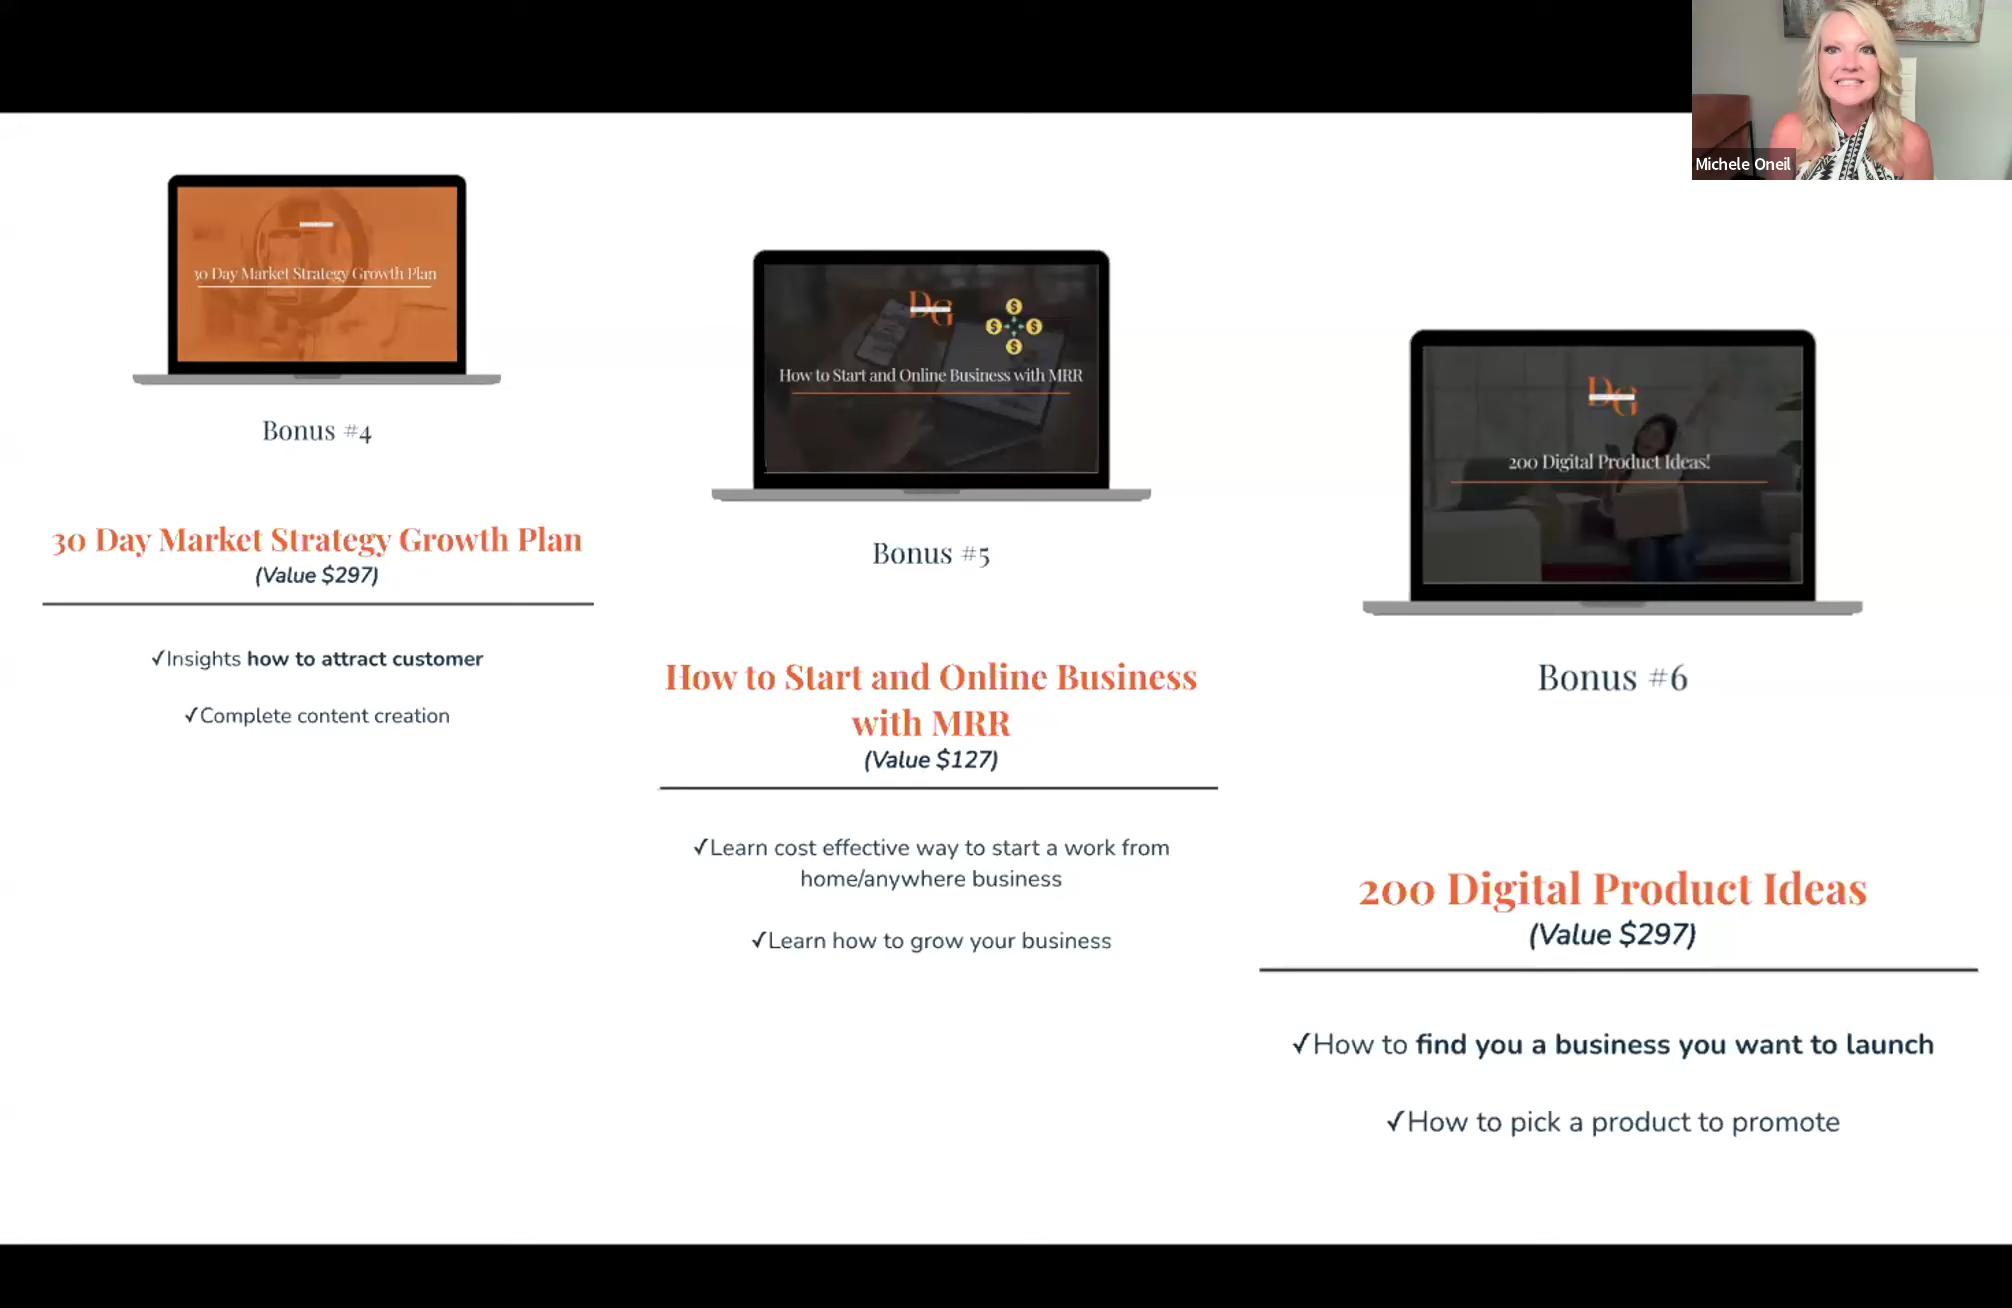 Michele Oneil
30 Day Market Strategy Growth Plan
Bonus #4
30 Day Market Strategy Growth Plan
(Value $297)
✓Insights how to attract customer
✓Complete content creation
DG
How to Start and Online Business with MRR
Bonus #5
How to Start and Online Business
with MRR
(Value $127)
✓Learn cost effective way to start a work from
home/anywhere business
✓Learn how to grow your business
DG
200 Digital Product Ideas!
Bonus #6
200 Digital Product Ideas
(Value $297)
✓How to find you a business you want to launch
✓How to pick a product to promote